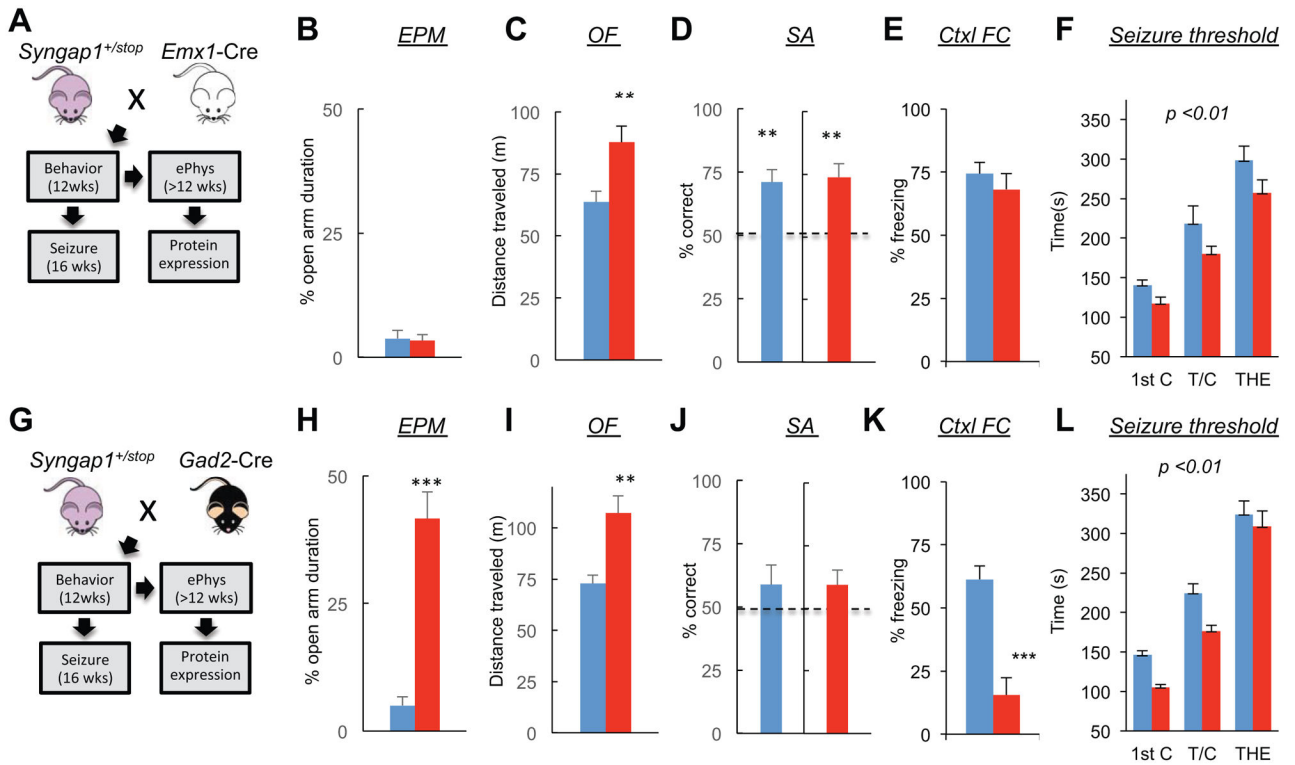 A
Syngap1+/stop Emx1-Cre
X
Behavior
(12wks)
ePhys
(>12 wks)
Seizure
(16 wks)
Protein
expression
B
EPM
% open arm duration
50
25
0
C
OF
**
Distance traveled (m)
100
75
50
25
0
D
SA
** **
% correct
100
75
50
25
0
E
Ctxl FC
% freezing
100
75
50
25
0
F
Seizure threshold
p <0.01
Time(s)
350
300
250
200
150
100
50
1st C T/C THE
G
Syngap1+/stop Gad2-Cre
X
Behavior
(12wks)
ePhys
(>12 wks)
Seizure
(16 wks)
Protein
expression
H
EPM
***
% open arm duration
50
25
0
I
OF
**
Distance traveled (m)
100
75
50
25
0
J
SA
% correct
100
75
50
25
0
K
Ctxl FC
***
% freezing
100
75
50
25
0
L
Seizure threshold
p <0.01
Time (s)
350
300
250
200
150
100
50
1st C T/C THE